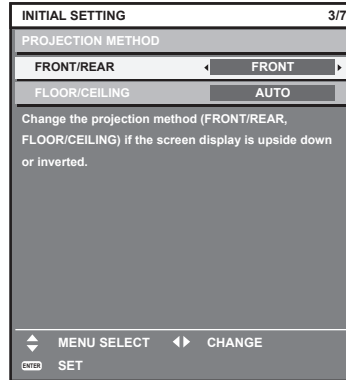 INITIAL SETTING 3/7
PROJECTION METHOD
FRONT/REAR FRONT
FLOOR/CEILING AUTO
Change the projection method (FRONT/REAR,
FLOOR/CEILING) if the screen display is upside down
or inverted.
MENU SELECT CHANGE
ENTER SET